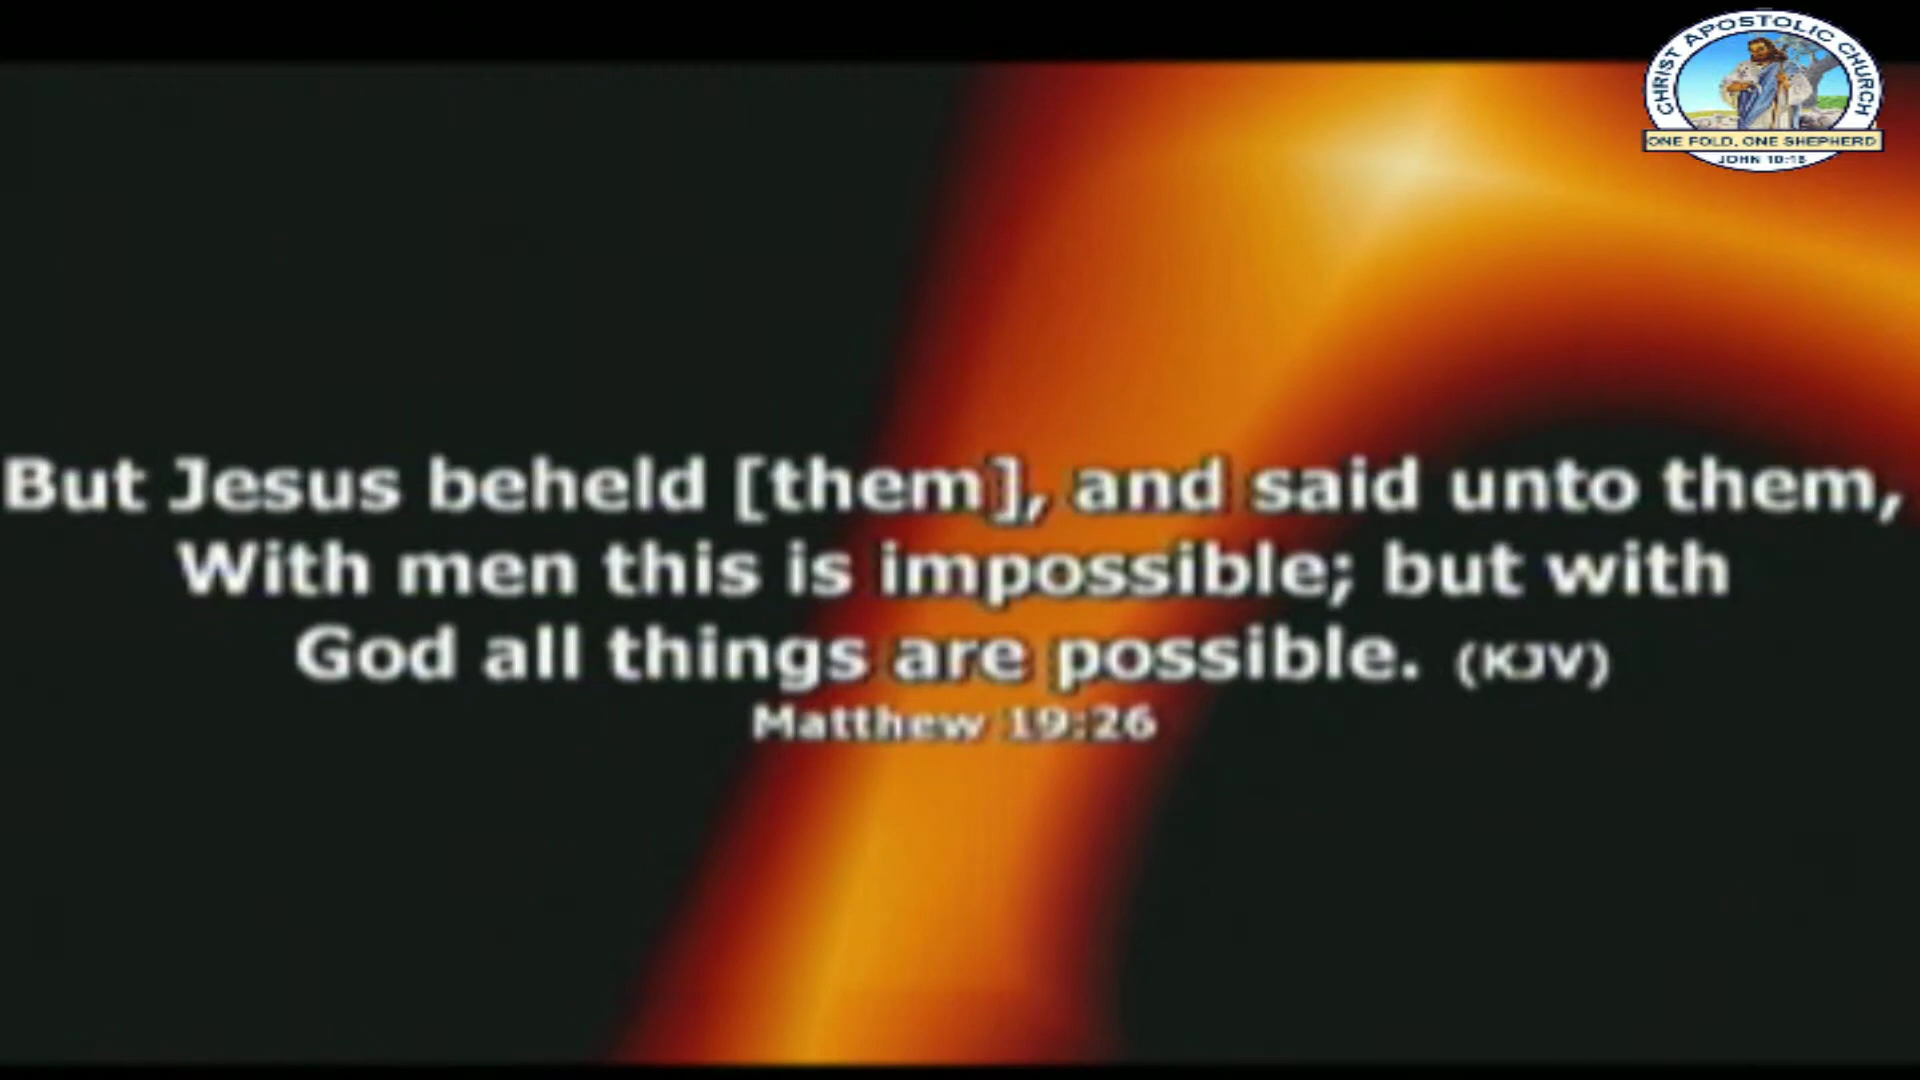 CHRIST APOSTOLIC CHURCH
ONE FOLD, ONE SHEPHERD
JOHN 10:16
But Jesus beheld [them], and said unto them,
With men this is impossible; but with
God all things are possible. (KJV)
Matthew 19:26